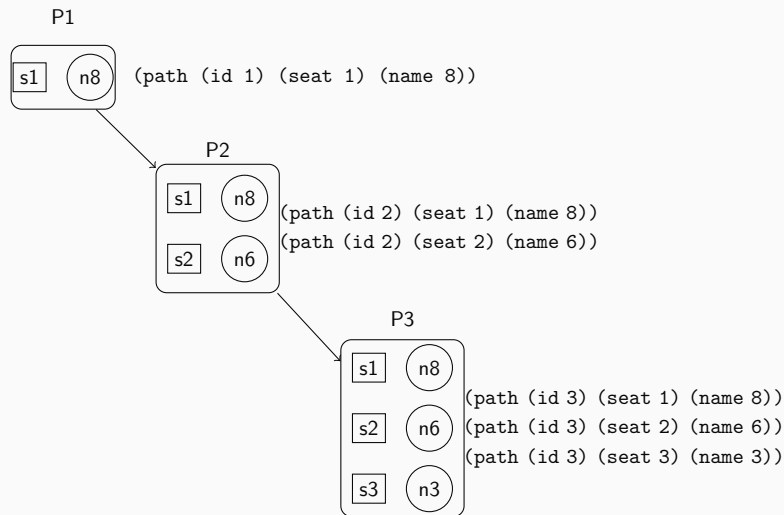 P1
s1 n8 (path (id 1) (seat 1) (name 8))
P2
s1 n8 (path (id 2) (seat 1) (name 8))
s2 n6 (path (id 2) (seat 2) (name 6))
P3
s1 n8 (path (id 3) (seat 1) (name 8))
s2 n6 (path (id 3) (seat 2) (name 6))
s3 n3 (path (id 3) (seat 3) (name 3))